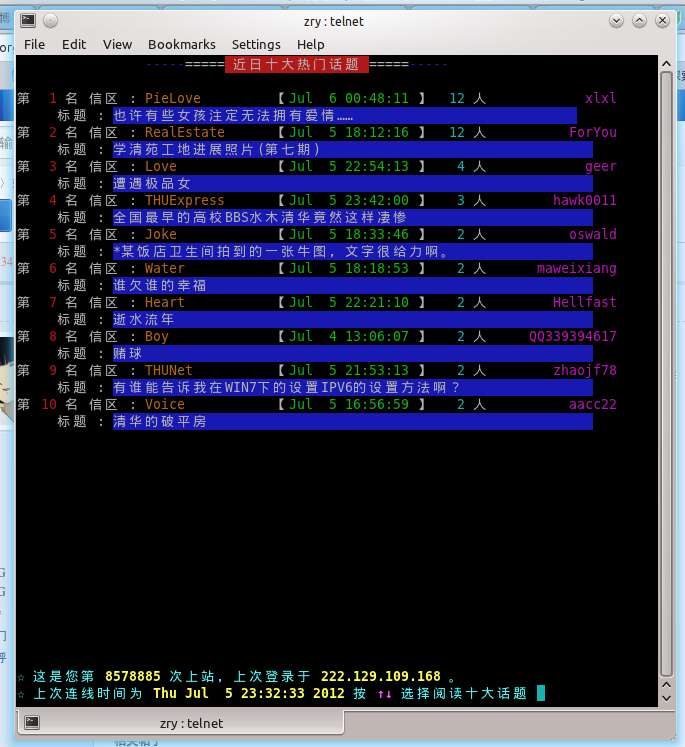 zry : telnet
File Edit View Bookmarks Settings Help
-----===== 近日十大热门话题 =====-----
第 1 名 信区 : PieLove 【Jul 6 00:48:11 】 12 人 xlxl
标题 : 也许有些女孩注定无法拥有爱情……
第 2 名 信区 : RealEstate 【Jul 5 18:12:16 】 12 人 ForYou
标题 : 学清苑工地进展照片(第七期)
第 3 名 信区 : Love 【Jul 5 22:54:13 】 4 人 geer
标题 : 遭遇极品女
第 4 名 信区 : THUExpress 【Jul 5 23:42:00 】 3 人 hawk0011
标题 : 全国最早的高校BBS水木清华竟然这样凄惨
第 5 名 信区 : Joke 【Jul 5 18:33:46 】 2 人 oswald
标题 : *某饭店卫生间拍到的一张牛图, 文字很给力啊。
第 6 名 信区 : Water 【Jul 5 18:18:53 】 2 人 maweixiang
标题 : 谁欠谁的幸福
第 7 名 信区 : Heart 【Jul 5 22:21:10 】 2 人 Hellfast
标题 : 逝水流年
第 8 名 信区 : Boy 【Jul 4 13:06:07 】 2 人 QQ339394617
标题 : 赌球
第 9 名 信区 : THUNet 【Jul 5 21:53:13 】 2 人 zhaojf78
标题 : 有谁能告诉我在WIN7下的设置IPV6的设置方法啊？
第 10 名 信区 : Voice 【Jul 5 16:56:59 】 2 人 aacc22
标题 : 清华的破平房
☆ 这是您第 8578885 次上站，上次登录于 222.129.109.168 。
☆ 上次连线时间为 Thu Jul 5 23:32:33 2012 按 ↑↓ 选择阅读十大话题
zry : telnet